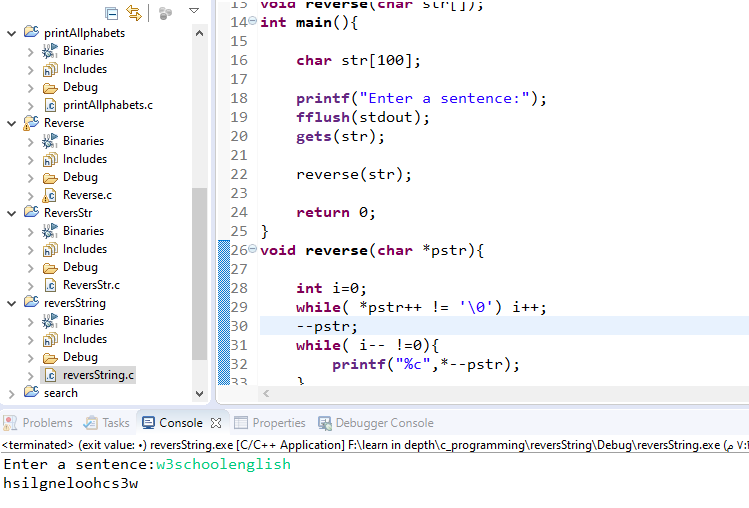 printAllphabets
Binaries
Includes
Debug
printAllphabets.c
Reverse
Binaries
Includes
Debug
Reverse.c
ReversStr
Binaries
Includes
Debug
ReversStr.c
reversString
Binaries
Includes
Debug
reversString.c
search
13 void reverse(char str[]);
14 int main(){
15
16 char str[100];
17
18 printf("Enter a sentence:");
19 fflush(stdout);
20 gets(str);
21
22 reverse(str);
23
24 return 0;
25 }
26 void reverse(char *pstr){
27
28 int i=0;
29 while( *pstr++ != '\0') i++;
30 --pstr;
31 while( i-- !=0){
32 printf("%c",*--pstr);
33 }
Problems Tasks Console Properties Debugger Console
<terminated> (exit value: •) reversString.exe [C/C++ Application] F:\learn in depth\c_programming\reversString\Debug\reversString.exe (م
Enter a sentence:w3schoolenglish
hsilgneloohcs3w